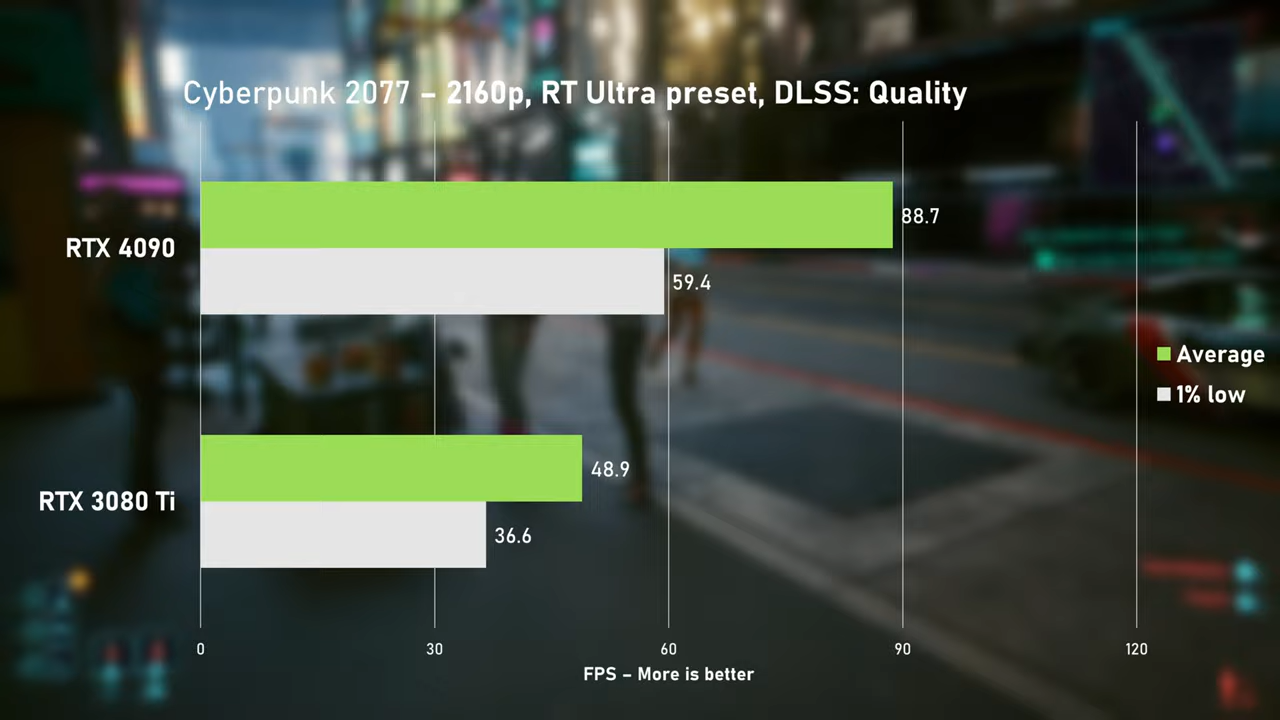 Cyberpunk 2077 – 2160p, RT Ultra preset, DLSS: Quality
RTX 4090
88.7
59.4
Average
1% low
RTX 3080 Ti
48.9
36.6
0 30 60 90 120
FPS – More is better